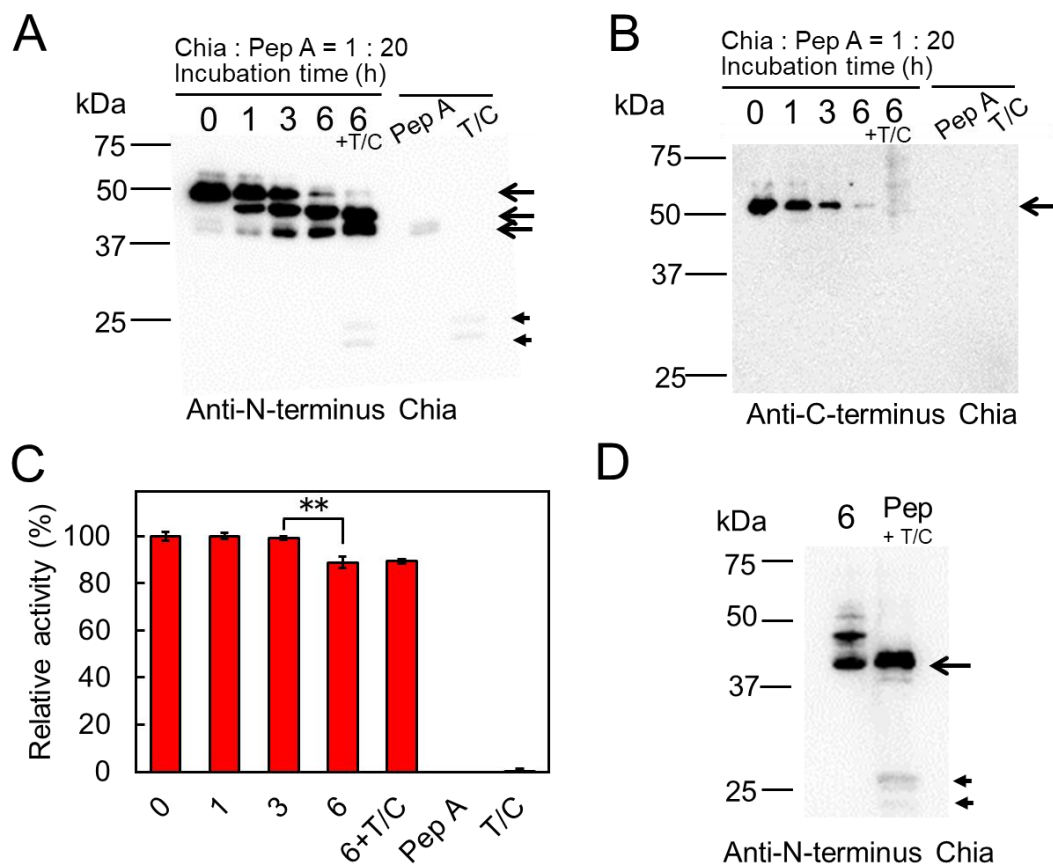 A
Chia : Pep A = 1 : 20
Incubation time (h)
kDa
0 1 3 6 6 Pep A T/C
+T/C
75
50
37
25
Anti-N-terminus Chia
B
Chia : Pep A = 1 : 20
Incubation time (h)
kDa
0 1 3 6 6 Pep A T/C
+T/C
75
50
37
25
Anti-C-terminus Chia
C
Relative activity (%)
**
100
80
60
40
20
0
0 1 3 6 6+T/C Pep A T/C
D
kDa
6 Pep
+ T/C
75
50
37
25
Anti-N-terminus Chia